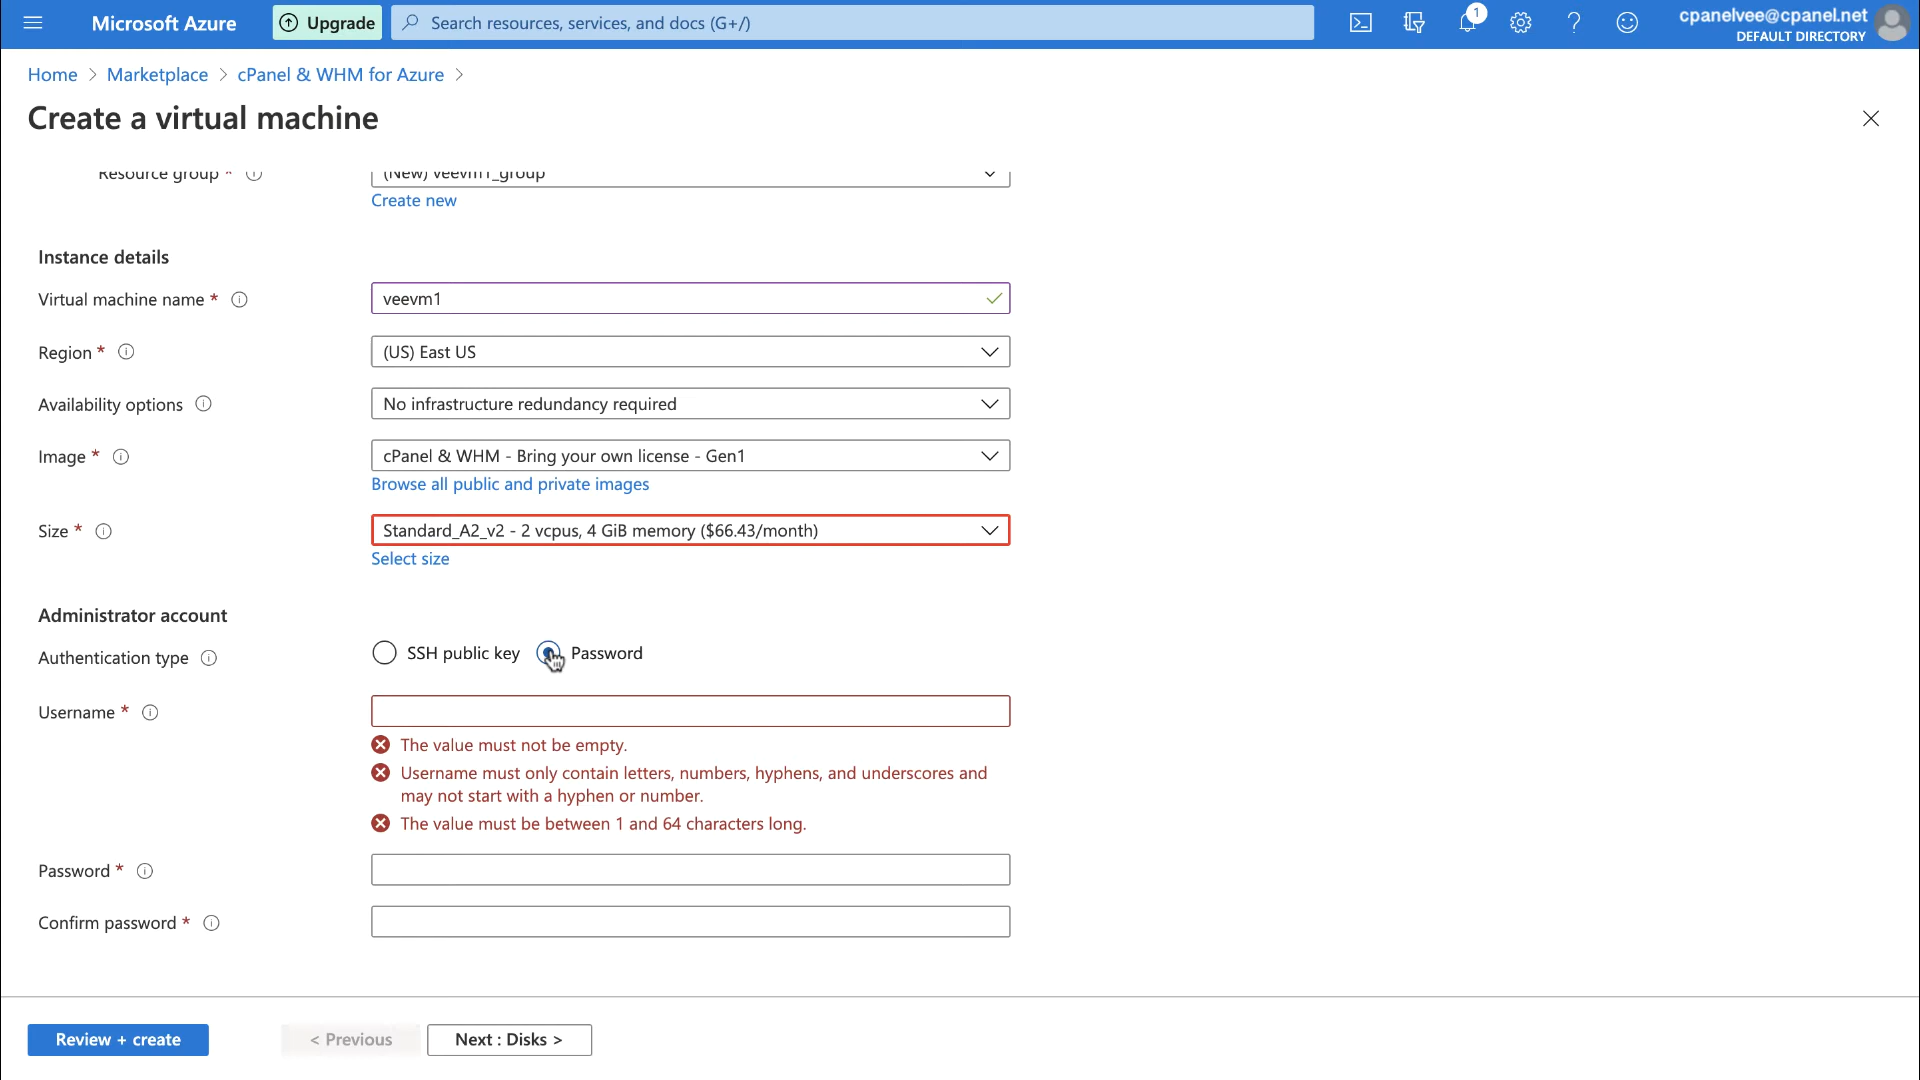 Microsoft Azure
Upgrade
Search resources, services, and docs (G+/)
1
cpanelvee@cpanel.net
DEFAULT DIRECTORY
Home > Marketplace > cPanel & WHM for Azure >
Create a virtual machine
Resource group *
(New) veevm1_group
Create new
Instance details
Virtual machine name *
veevm1
Region *
(US) East US
Availability options
No infrastructure redundancy required
Image *
cPanel & WHM - Bring your own license - Gen1
Browse all public and private images
Size *
Standard_A2_v2 - 2 vcpus, 4 GiB memory ($66.43/month)
Select size
Administrator account
Authentication type
SSH public key
Password
Username *
The value must not be empty.
Username must only contain letters, numbers, hyphens, and underscores and
may not start with a hyphen or number.
The value must be between 1 and 64 characters long.
Password *
Confirm password *
Review + create
< Previous
Next : Disks >